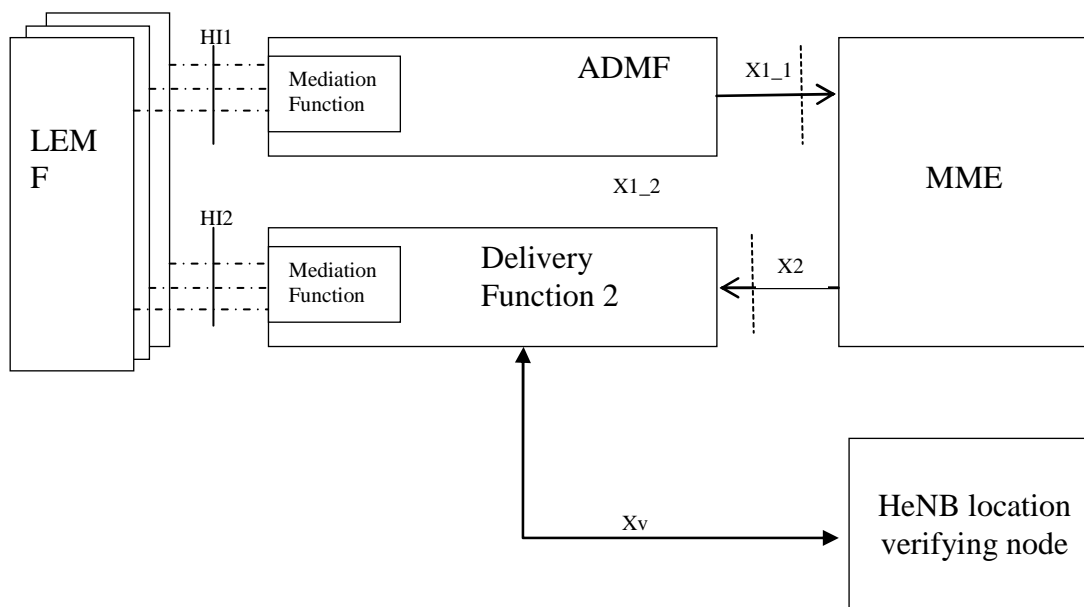 HI1
Mediation
Function
ADMF
X1_1
LEM
F
MME
X1_2
HI2
Mediation
Function
Delivery
Function 2
X2
Xv
HeNB location
verifying node